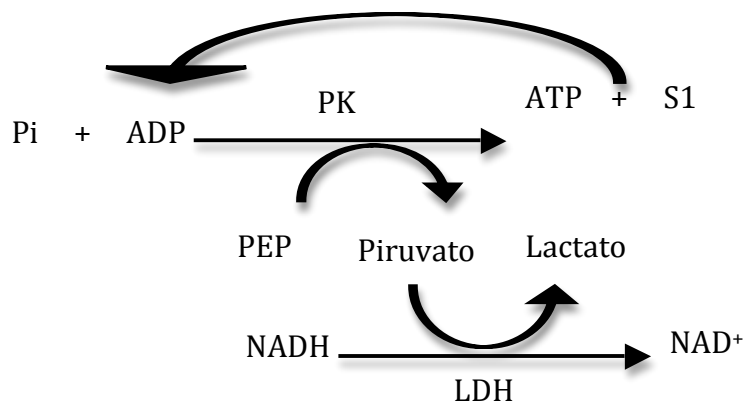 ATP + S1
PK
Pi + ADP
PEP Piruvato Lactato
NADH NAD⁺
LDH